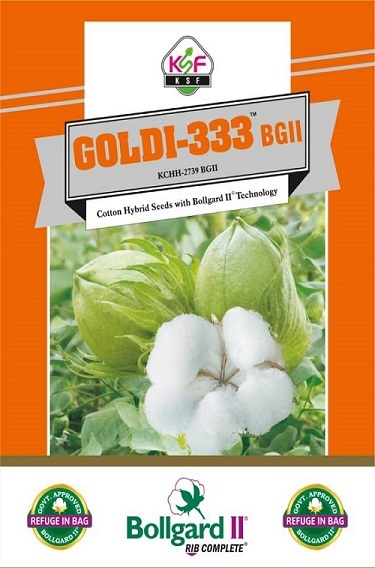 KSF
KSF
GOLDI-333™ BGII
KCHH-2739 BGII
Cotton Hybrid Seeds with Bollgard II® Technology
GOVT. APPROVED
REFUGE IN BAG
BOLLGARD II®
Bollgard II®
RIB COMPLETE®
GOVT. APPROVED
REFUGE IN BAG
BOLLGARD II®